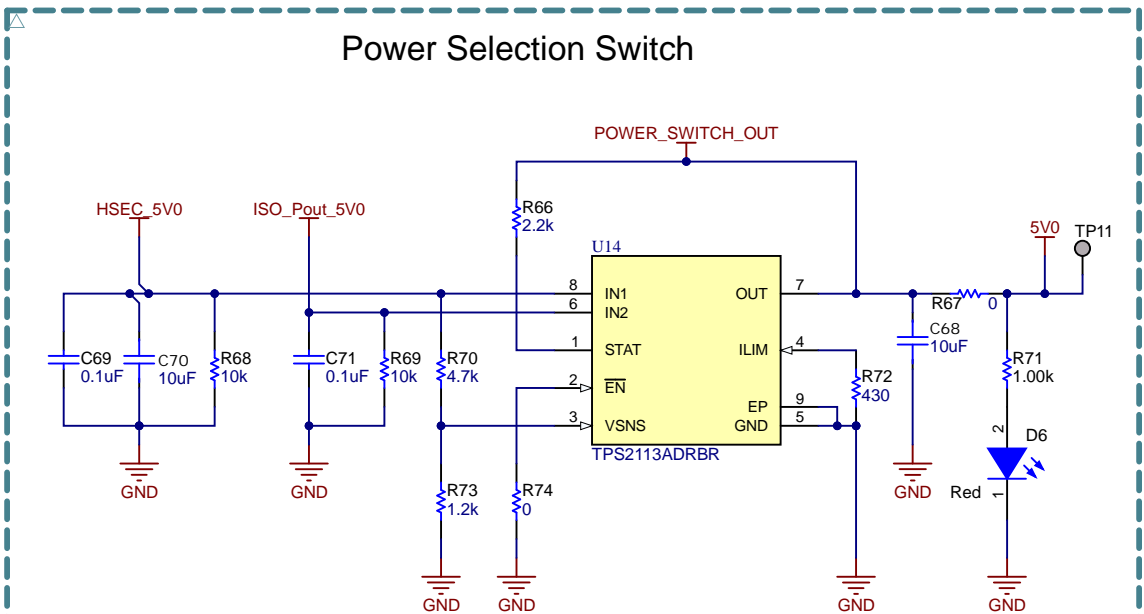 Power Selection Switch
POWER_SWITCH_OUT
HSEC_5V0
ISO_Pout_5V0
R66
2.2k
5V0
TP11
U14
8
IN1
OUT
7
6
IN2
R67
0
C69
0.1uF
C70
10uF
R68
10k
C71
0.1uF
R69
10k
R70
4.7k
1
STAT
ILIM
4
C68
10uF
R71
1.00k
2
EN
R72
430
EP
9
3
VSNS
GND
5
TPS2113ADRBR
2
D6
Red
1
GND
GND
R73
1.2k
R74
0
GND
GND
GND
GND
GND